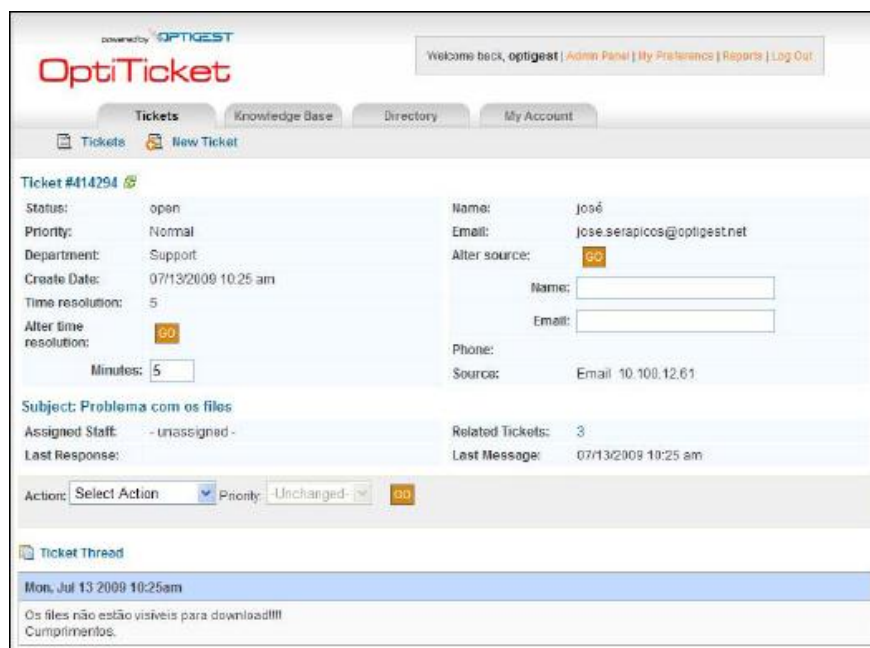 powered by OPTIGEST
OptiTicket
Welcome back, optigest | Admin Panel | My Preference | Reports | Log Out
Tickets Knowledge Base Directory My Account
Tickets New Ticket
Ticket #414294
Status: open
Priority: Normal
Department: Support
Create Date: 07/13/2009 10:25 am
Time resolution: 5
Alter time
resolution: GO
Minutes: 5
Name: josé
Email: jose.serapicos@optigest.net
Alter source: GO
Name:
Email:
Phone:
Source: Email 10.100.12.61
Subject: Problema com os files
Assigned Staff: - unassigned - Related Tickets: 3
Last Response: Last Message: 07/13/2009 10:25 am
Action: Select Action Priority: -Unchanged- GO
Ticket Thread
Mon, Jul 13 2009 10:25am
Os files não estão visíveis para download!!!!
Cumprimentos.